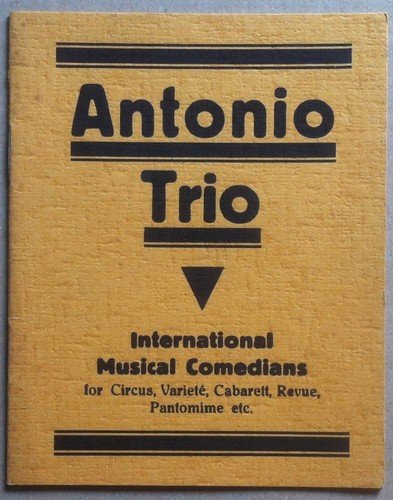 Antonio
Trio
International
Musical Comedians
for Circus, Varieté, Cabarett, Revue,
Pantomime etc.